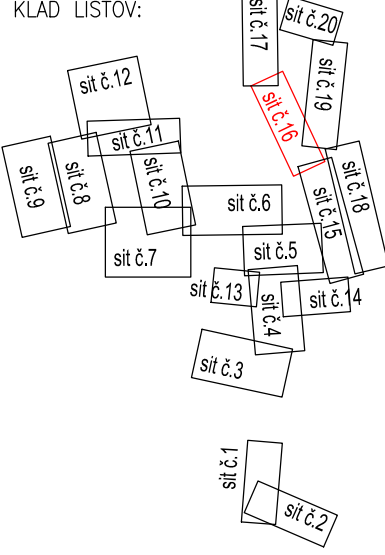 KLAD LISTOV:
sit č.17
sit č.20
sit č.12
sit č.19
sit č.16
sit č.11
sit č.9
sit č.8
sit č.10
sit č.18
sit č.15
sit č.6
sit č.7
sit č.5
sit č.13
sit č.4
sit č.14
sit č.3
sit č.1
sit č.2